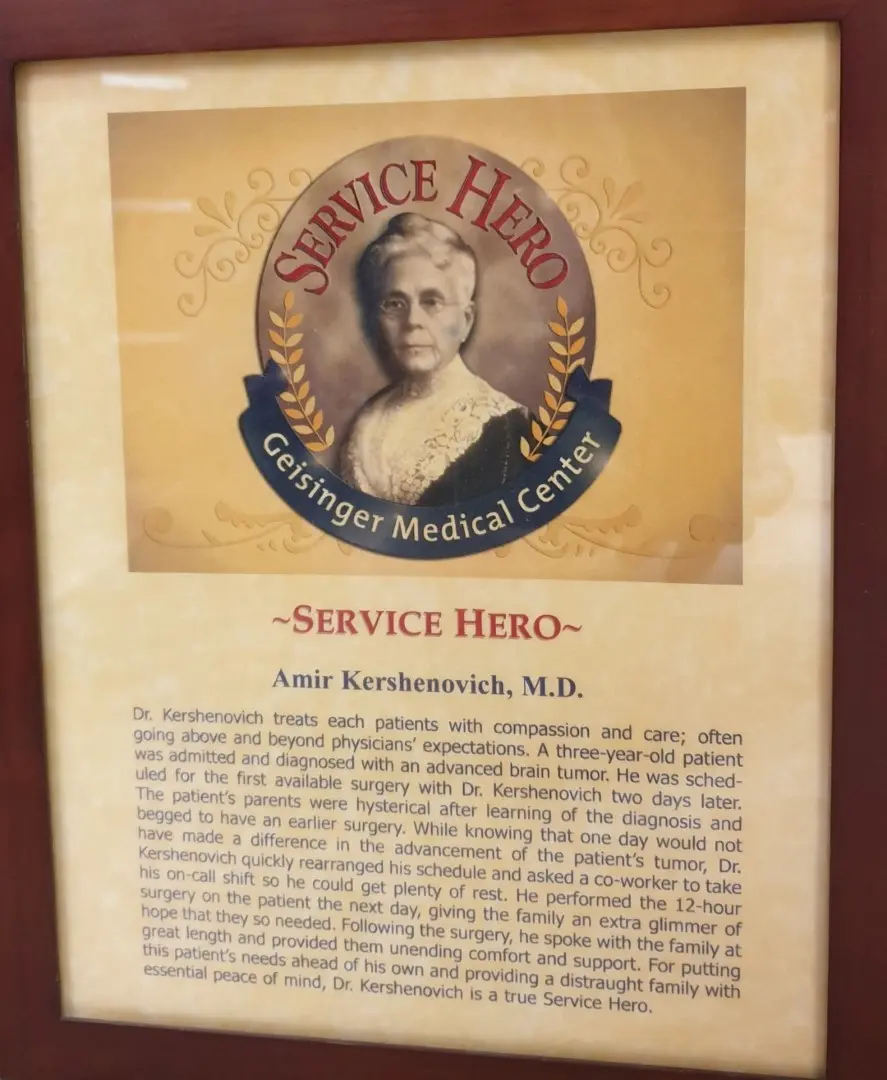 SERVICE HERO
Geisinger Medical Center
~SERVICE HERO~
Amir Kershenovich, M.D.
Dr. Kershenovich treats each patients with compassion and care; often
going above and beyond physicians' expectations. A three-year-old patient
was admitted and diagnosed with an advanced brain tumor. He was sched-
uled for the first available surgery with Dr. Kershenovich two days later.
The patient's parents were hysterical after learning of the diagnosis and
begged to have an earlier surgery. While knowing that one day would not
have made a difference in the advancement of the patient's tumor, Dr.
Kershenovich quickly rearranged his schedule and asked a co-worker to take
his on-call shift so he could get plenty of rest. He performed the 12-hour
surgery on the patient the next day, giving the family an extra glimmer of
hope that they so needed. Following the surgery, he spoke with the family at
great length and provided them unending comfort and support. For putting
this patient's needs ahead of his own and providing a distraught family with
essential peace of mind, Dr. Kershenovich is a true Service Hero.